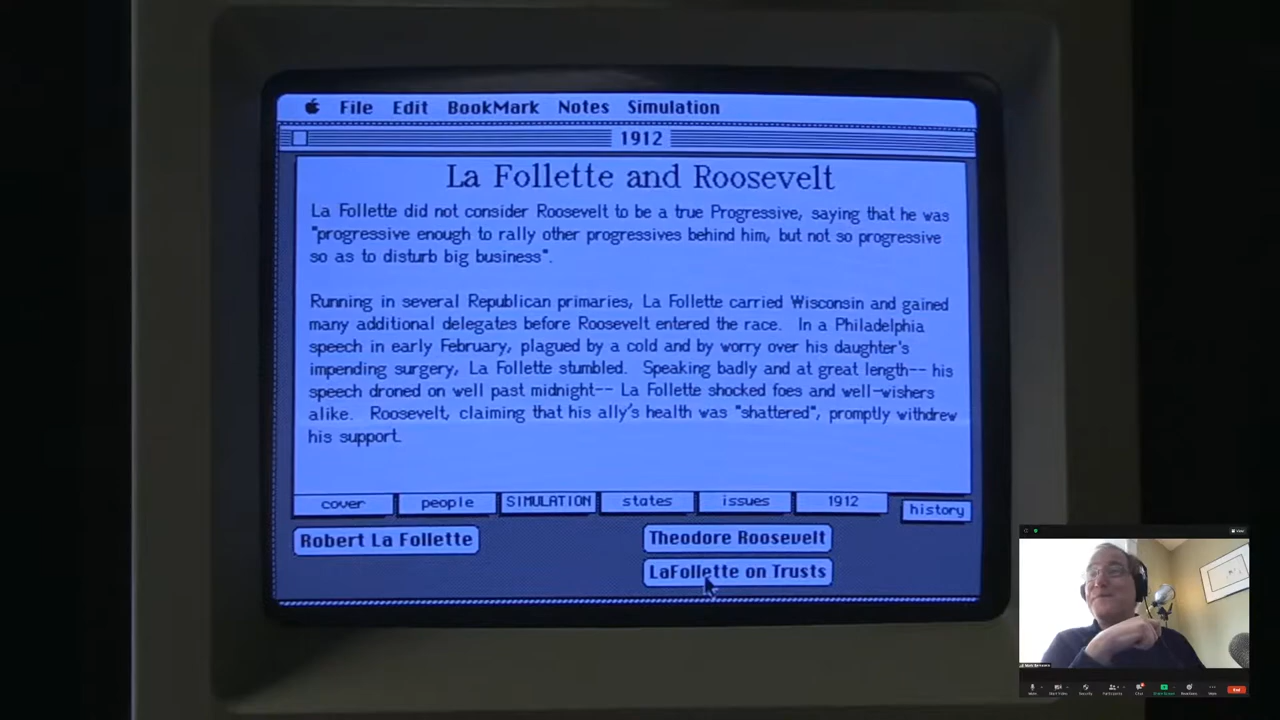 File Edit BookMark Notes Simulation
1912
La Follette and Roosevelt
La Follette did not consider Roosevelt to be a true Progressive, saying that he was
"progressive enough to rally other progressives behind him, but not so progressive
so as to disturb big business".
Running in several Republican primaries, La Follette carried Wisconsin and gained
many additional delegates before Roosevelt entered the race. In a Philadelphia
speech in early February, plagued by a cold and by worry over his daughter's
impending surgery, La Follette stumbled. Speaking badly and at great length-- his
speech droned on well past midnight-- La Follette shocked foes and well-wishers
alike. Roosevelt, claiming that his ally's health was "shattered", promptly withdrew
his support.
cover people SIMULATION states issues 1912 history
Robert La Follette Theodore Roosevelt
LaFollette on Trusts